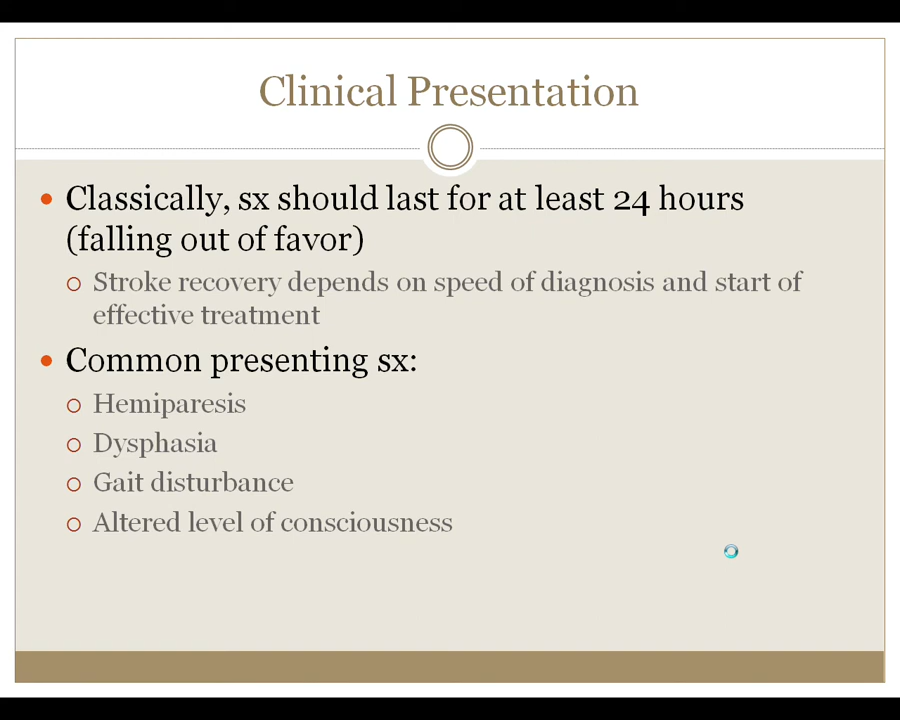 Clinical Presentation
Classically, sx should last for at least 24 hours
(falling out of favor)
Stroke recovery depends on speed of diagnosis and start of
effective treatment
Common presenting sx:
Hemiparesis
Dysphasia
Gait disturbance
Altered level of consciousness